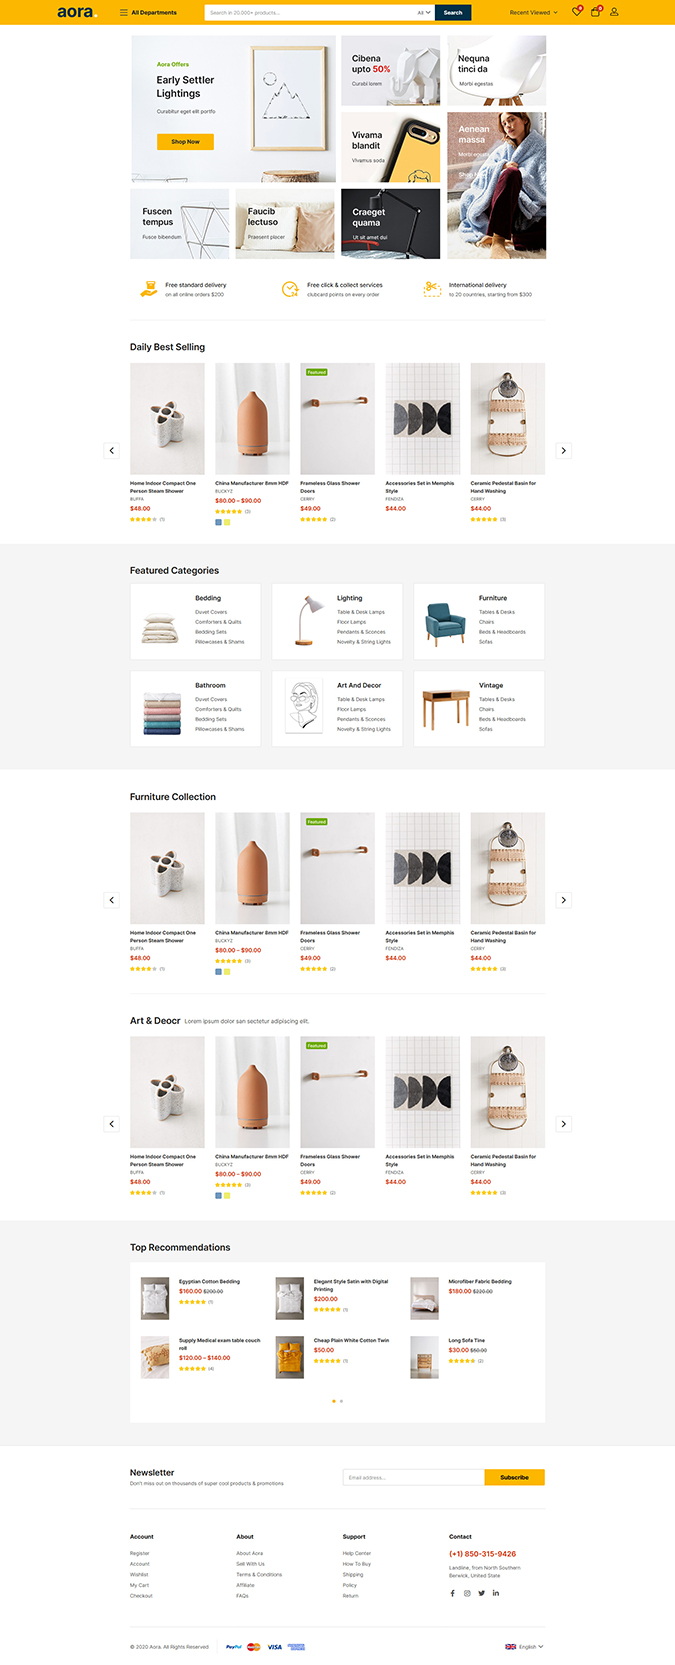 aora.
All Departments
Search in 20.000+ products...
All
Search
Recent Viewed
Aora Offers
Early Settler
Lightings
Curabitur eget elit portfo
Shop Now
Cibena
upto 50%
Curabi lorem
Nequna
tinci da
Morbi egestas
Vivama
blandit
Vivamus soda
Aenean
massa
Morbi egestas
Shop Now
Fuscen
tempus
Fusce bibendum
Faucib
lectuso
Praesent placer
Craeget
quama
Ut sit amet dui
Free standard delivery
on all online orders $200
Free click & collect services
clubcard points on every order
International delivery
to 20 countries, starting from $300
Daily Best Selling
Home Indoor Compact One
Person Steam Shower
BUFFA
$48.00
(1)
China Manufacturer 8mm HDF
BUCKYZ
$80.00 – $90.00
(3)
Featured
Frameless Glass Shower
Doors
CERRY
$49.00
(2)
Accessories Set in Memphis
Style
FENDIZA
$44.00
Ceramic Pedestal Basin for
Hand Washing
CERRY
$44.00
(3)
Featured Categories
Bedding
Duvet Covers
Comforters & Quilts
Bedding Sets
Pillowcases & Shams
Lighting
Table & Desk Lamps
Floor Lamps
Pendants & Sconces
Novelty & String Lights
Furniture
Tables & Desks
Chairs
Beds & Headboards
Sofas
Bathroom
Duvet Covers
Comforters & Quilts
Bedding Sets
Pillowcases & Shams
Art And Decor
Table & Desk Lamps
Floor Lamps
Pendants & Sconces
Novelty & String Lights
Vintage
Tables & Desks
Chairs
Beds & Headboards
Sofas
Furniture Collection
Home Indoor Compact One
Person Steam Shower
BUFFA
$48.00
(1)
China Manufacturer 8mm HDF
BUCKYZ
$80.00 – $90.00
(3)
Featured
Frameless Glass Shower
Doors
CERRY
$49.00
(2)
Accessories Set in Memphis
Style
FENDIZA
$44.00
Ceramic Pedestal Basin for
Hand Washing
CERRY
$44.00
(3)
Art & Deocr Lorem ipsum dolor san sectetur adipiscing elit.
Home Indoor Compact One
Person Steam Shower
BUFFA
$48.00
(1)
China Manufacturer 8mm HDF
BUCKYZ
$80.00 – $90.00
(3)
Featured
Frameless Glass Shower
Doors
CERRY
$49.00
(2)
Accessories Set in Memphis
Style
FENDIZA
$44.00
Ceramic Pedestal Basin for
Hand Washing
CERRY
$44.00
(3)
Top Recommendations
Egyptian Cotton Bedding
$160.00 $200.00
(1)
Elegant Style Satin with Digital
Printing
$200.00
(1)
Microfiber Fabric Bedding
$180.00 $220.00
Supply Medical exam table couch
roll
$120.00 – $140.00
(4)
Cheap Plain White Cotton Twin
$50.00
(1)
Long Sofa Tine
$30.00 $50.00
(2)
Newsletter
Don't miss out on thousands of super cool products & promotions
Email address...
Subscribe
Account
Register
Account
Wishlist
My Cart
Checkout
About
About Aora
Sell With Us
Terms & Conditions
Affiliate
FAQs
Support
Help Center
How To Buy
Shipping
Policy
Return
Contact
(+1) 850-315-9426
Landline, from North Southern
Berwick, United State
© 2020 Aora. All Rights Reserved
PayPal
VISA
English